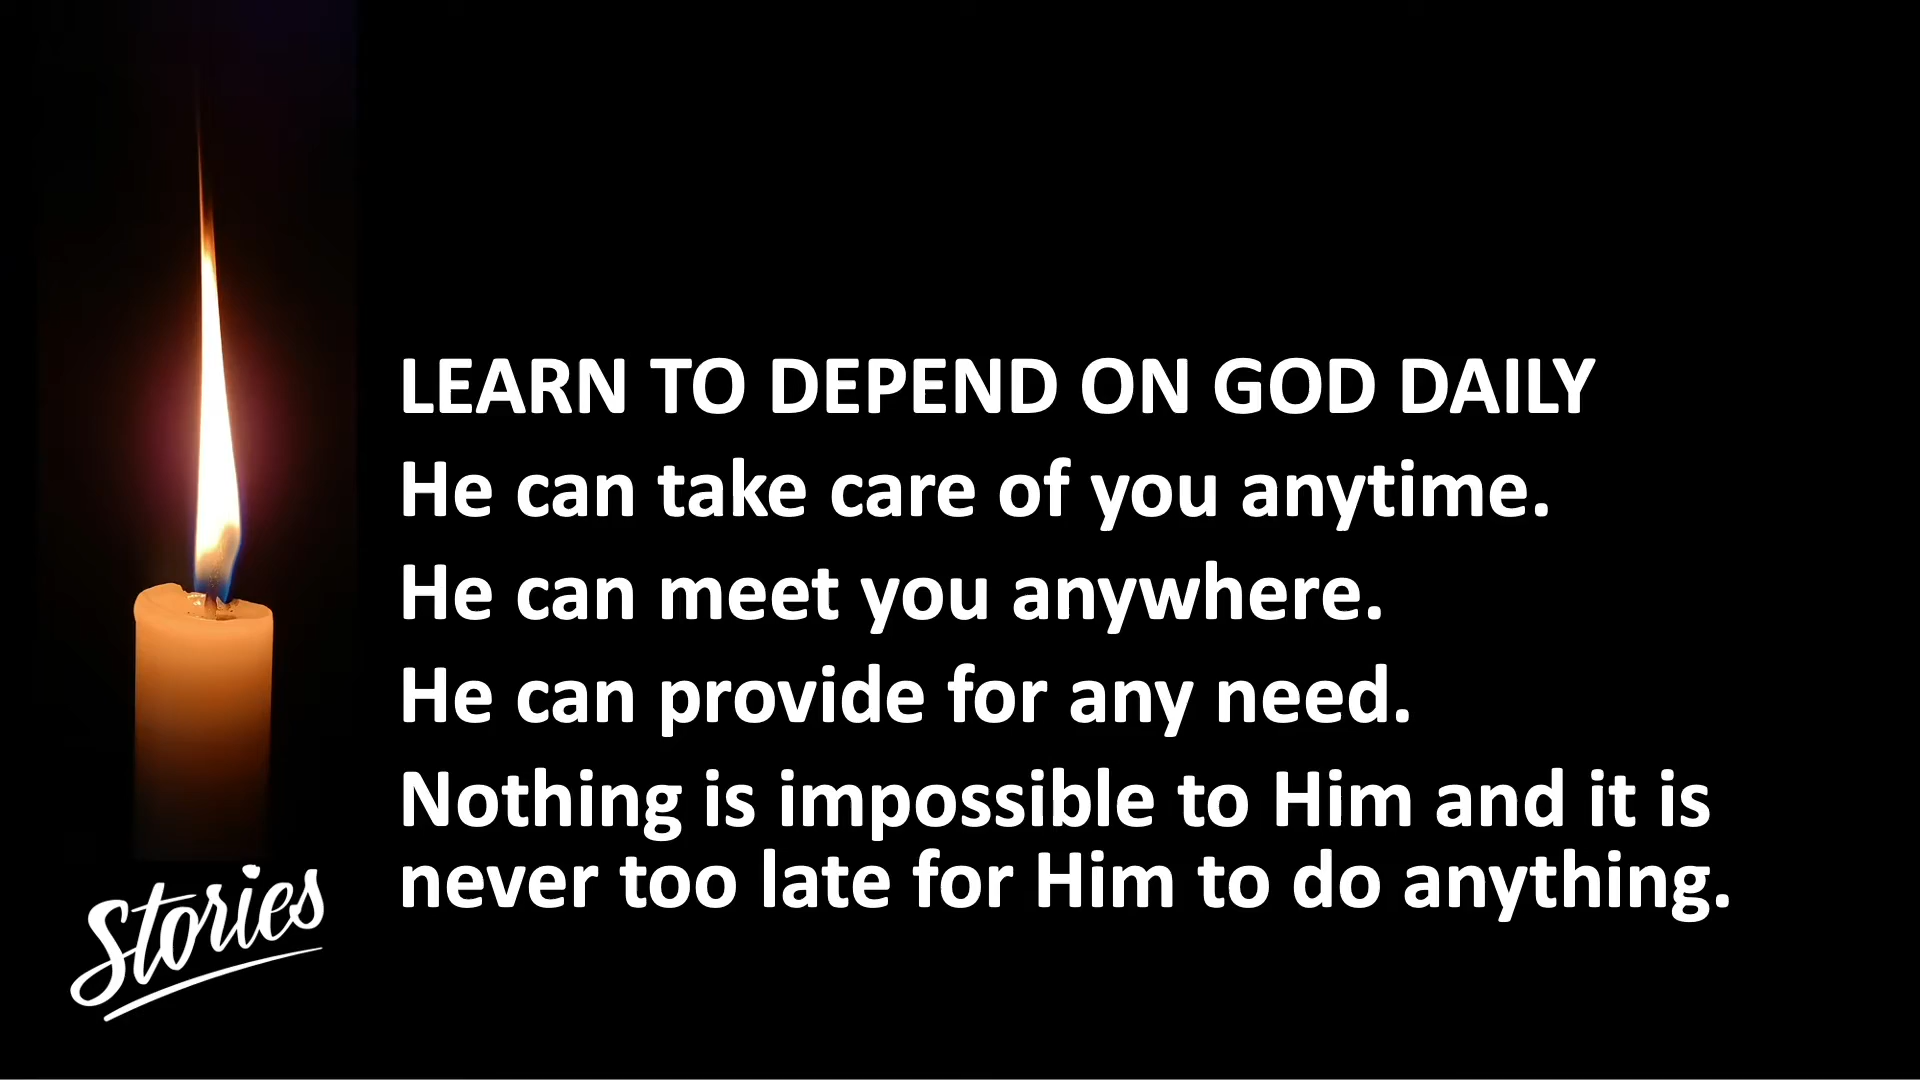 LEARN TO DEPEND ON GOD DAILY
He can take care of you anytime.
He can meet you anywhere.
He can provide for any need.
Nothing is impossible to Him and it is
never too late for Him to do anything.
Stories